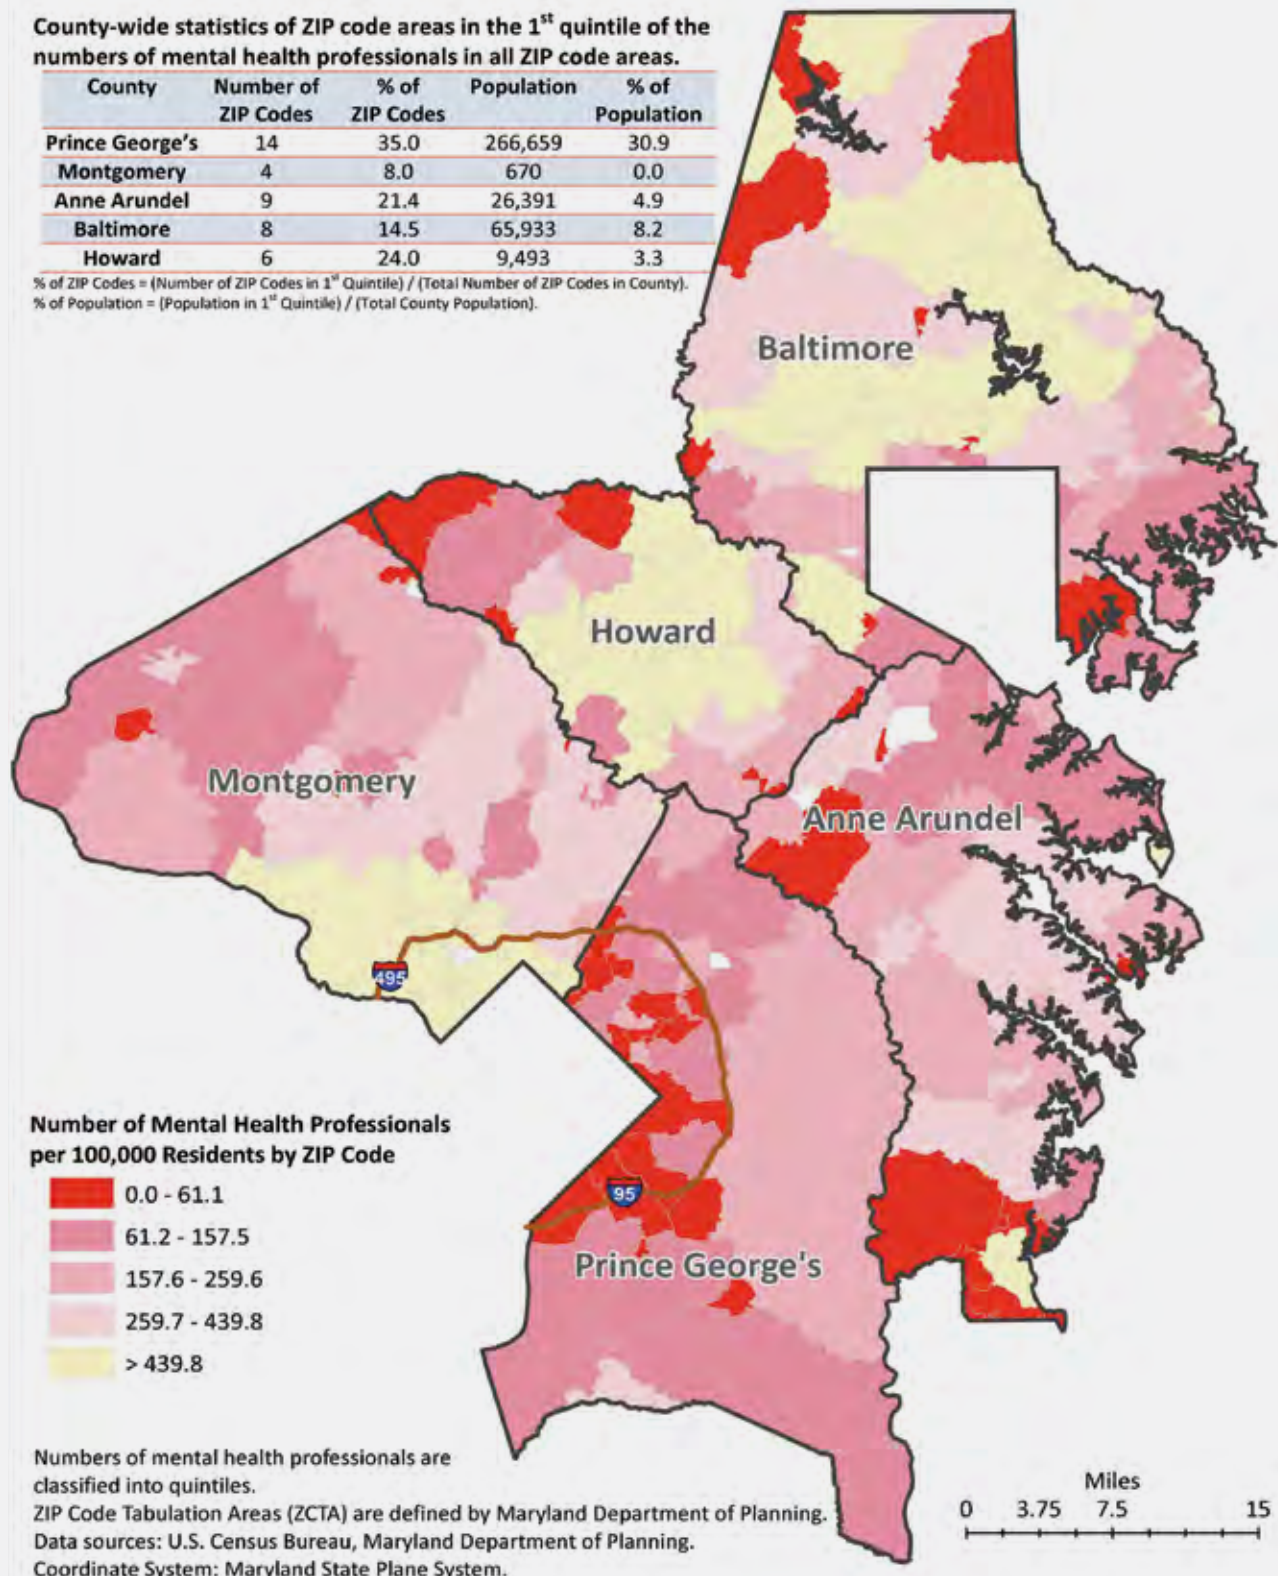 County-wide statistics of ZIP code areas in the 1st quintile of the
numbers of mental health professionals in all ZIP code areas.
County Number of ZIP Codes % of ZIP Codes Population % of Population
Prince George's 14 35.0 266,659 30.9
Montgomery 4 8.0 670 0.0
Anne Arundel 9 21.4 26,391 4.9
Baltimore 8 14.5 65,933 8.2
Howard 6 24.0 9,493 3.3
% of ZIP Codes = (Number of ZIP Codes in 1st Quintile) / (Total Number of ZIP Codes in County).
% of Population = (Population in 1st Quintile) / (Total County Population).
Baltimore
Howard
Montgomery
Anne Arundel
495
95
Prince George's
Number of Mental Health Professionals
per 100,000 Residents by ZIP Code
0.0 - 61.1
61.2 - 157.5
157.6 - 259.6
259.7 - 439.8
> 439.8
Numbers of mental health professionals are
classified into quintiles.
ZIP Code Tabulation Areas (ZCTA) are defined by Maryland Department of Planning.
Data sources: U.S. Census Bureau, Maryland Department of Planning.
Coordinate System: Maryland State Plane System.
Miles
0 3.75 7.5 15